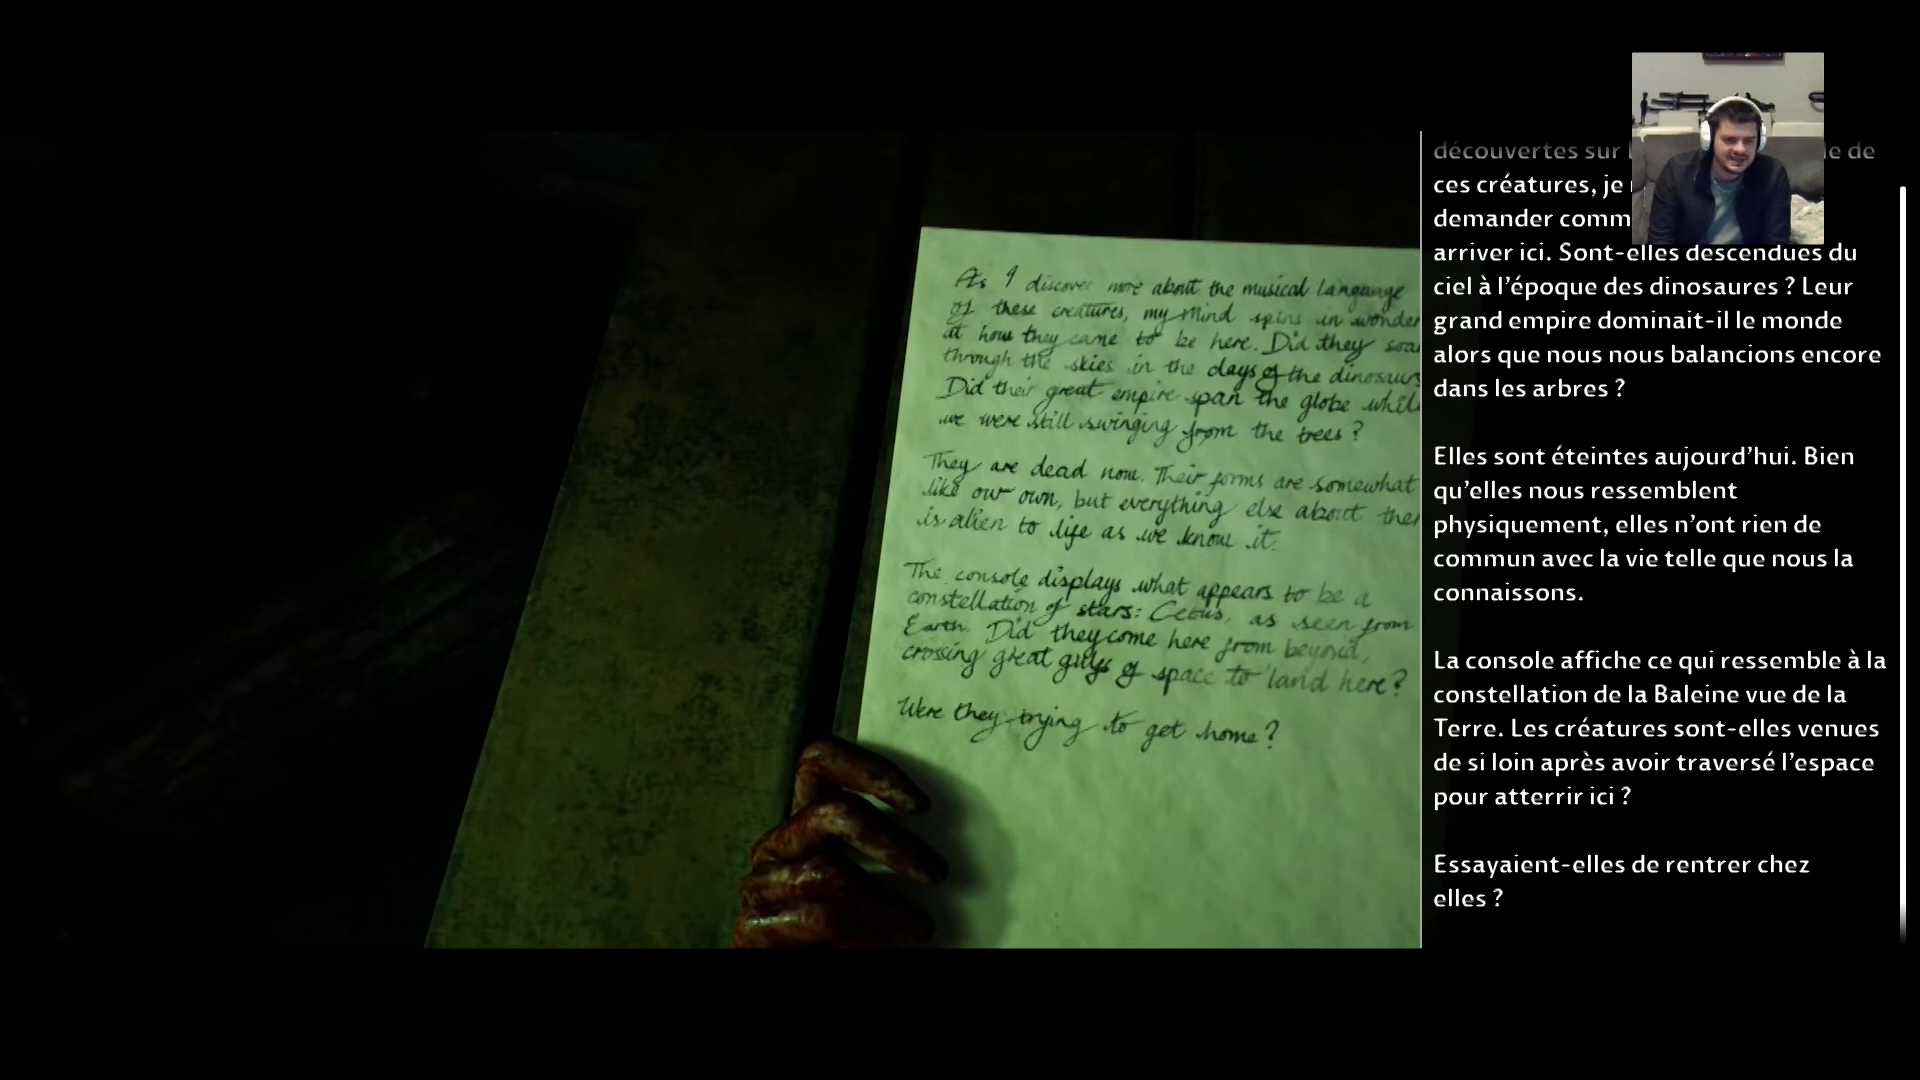 As I discover more about the musical language
of these creatures, my mind spins in wonder
at how they came to be here. Did they soar
through the skies in the days of the dinosaurs
Did their great empire span the globe while
we were still swinging from the trees?
They are dead now. Their forms are somewhat
like our own, but everything else about them
is alien to life as we know it.
The console displays what appears to be a
constellation of stars: Cetus, as seen from
Earth. Did they come here from beyond,
crossing great gulfs of space to land here?
Were they trying to get home?
découvertes sur de
ces créatures, je
demander comm
arriver ici. Sont-elles descendues du
ciel à l'époque des dinosaures ? Leur
grand empire dominait-il le monde
alors que nous nous balancions encore
dans les arbres ?
Elles sont éteintes aujourd'hui. Bien
qu'elles nous ressemblent
physiquement, elles n'ont rien de
commun avec la vie telle que nous la
connaissons.
La console affiche ce qui ressemble à la
constellation de la Baleine vue de la
Terre. Les créatures sont-elles venues
de si loin après avoir traversé l'espace
pour atterrir ici ?
Essayaient-elles de rentrer chez
elles ?